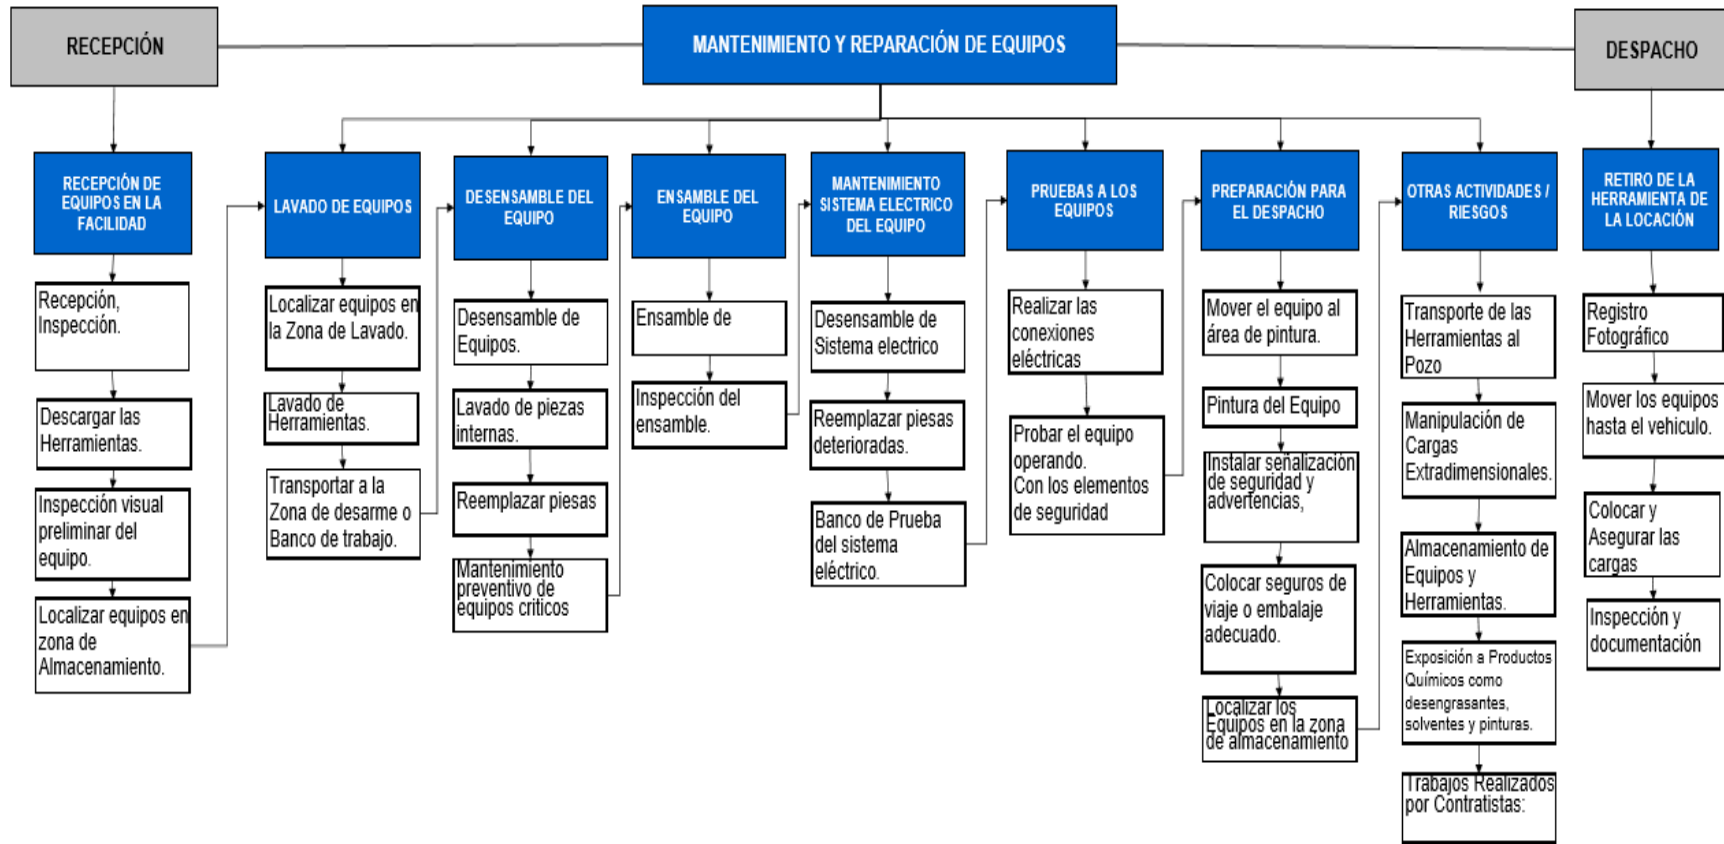 RECEPCIÓN
MANTENIMIENTO Y REPARACIÓN DE EQUIPOS
DESPACHO
RECEPCIÓN DE
EQUIPOS EN LA
FACILIDAD
Recepción,
Inspección.
Descargar las
Herramientas.
Inspección visual
preliminar del
equipo.
Localizar equipos en
zona de
Almacenamiento.
LAVADO DE EQUIPOS
Localizar equipos en
la Zona de Lavado.
Lavado de
Herramientas.
Transportar a la
Zona de desarme o
Banco de trabajo.
DESENSAMBLE DEL
EQUIPO
Desensamble de
Equipos.
Lavado de piezas
internas.
Reemplazar piesas
Mantenimiento
preventivo de
equipos criticos
ENSAMBLE DEL
EQUIPO
Ensamble de
Inspección del
ensamble.
MANTENIMIENTO
SISTEMA ELECTRICO
DEL EQUIPO
Desensamble de
Sistema electrico
Reemplazar piesas
deterioradas.
Banco de Prueba
del sistema
eléctrico.
PRUEBAS A LOS
EQUIPOS
Realizar las
conexiones
eléctricas
Probar el equipo
operando.
Con los elementos
de seguridad
PREPARACIÓN PARA
EL DESPACHO
Mover el equipo al
área de pintura.
Pintura del Equipo
Instalar señalización
de seguridad y
advertencias,
Colocar seguros de
viaje o embalaje
adecuado.
Localizar los
Equipos en la zona
de almacenamiento
OTRAS ACTIVIDADES /
RIESGOS
Transporte de las
Herramientas al
Pozo
Manipulación de
Cargas
Extradimensionales.
Almacenamiento de
Equipos y
Herramientas.
Exposición a Productos
Químicos como
desengrasantes,
solventes y pinturas.
Trabajos Realizados
por Contratistas:
RETIRO DE LA
HERRAMIENTA DE
LA LOCACIÓN
Registro
Fotográfico
Mover los equipos
hasta el vehiculo.
Colocar y
Asegurar las
cargas
Inspección y
documentación